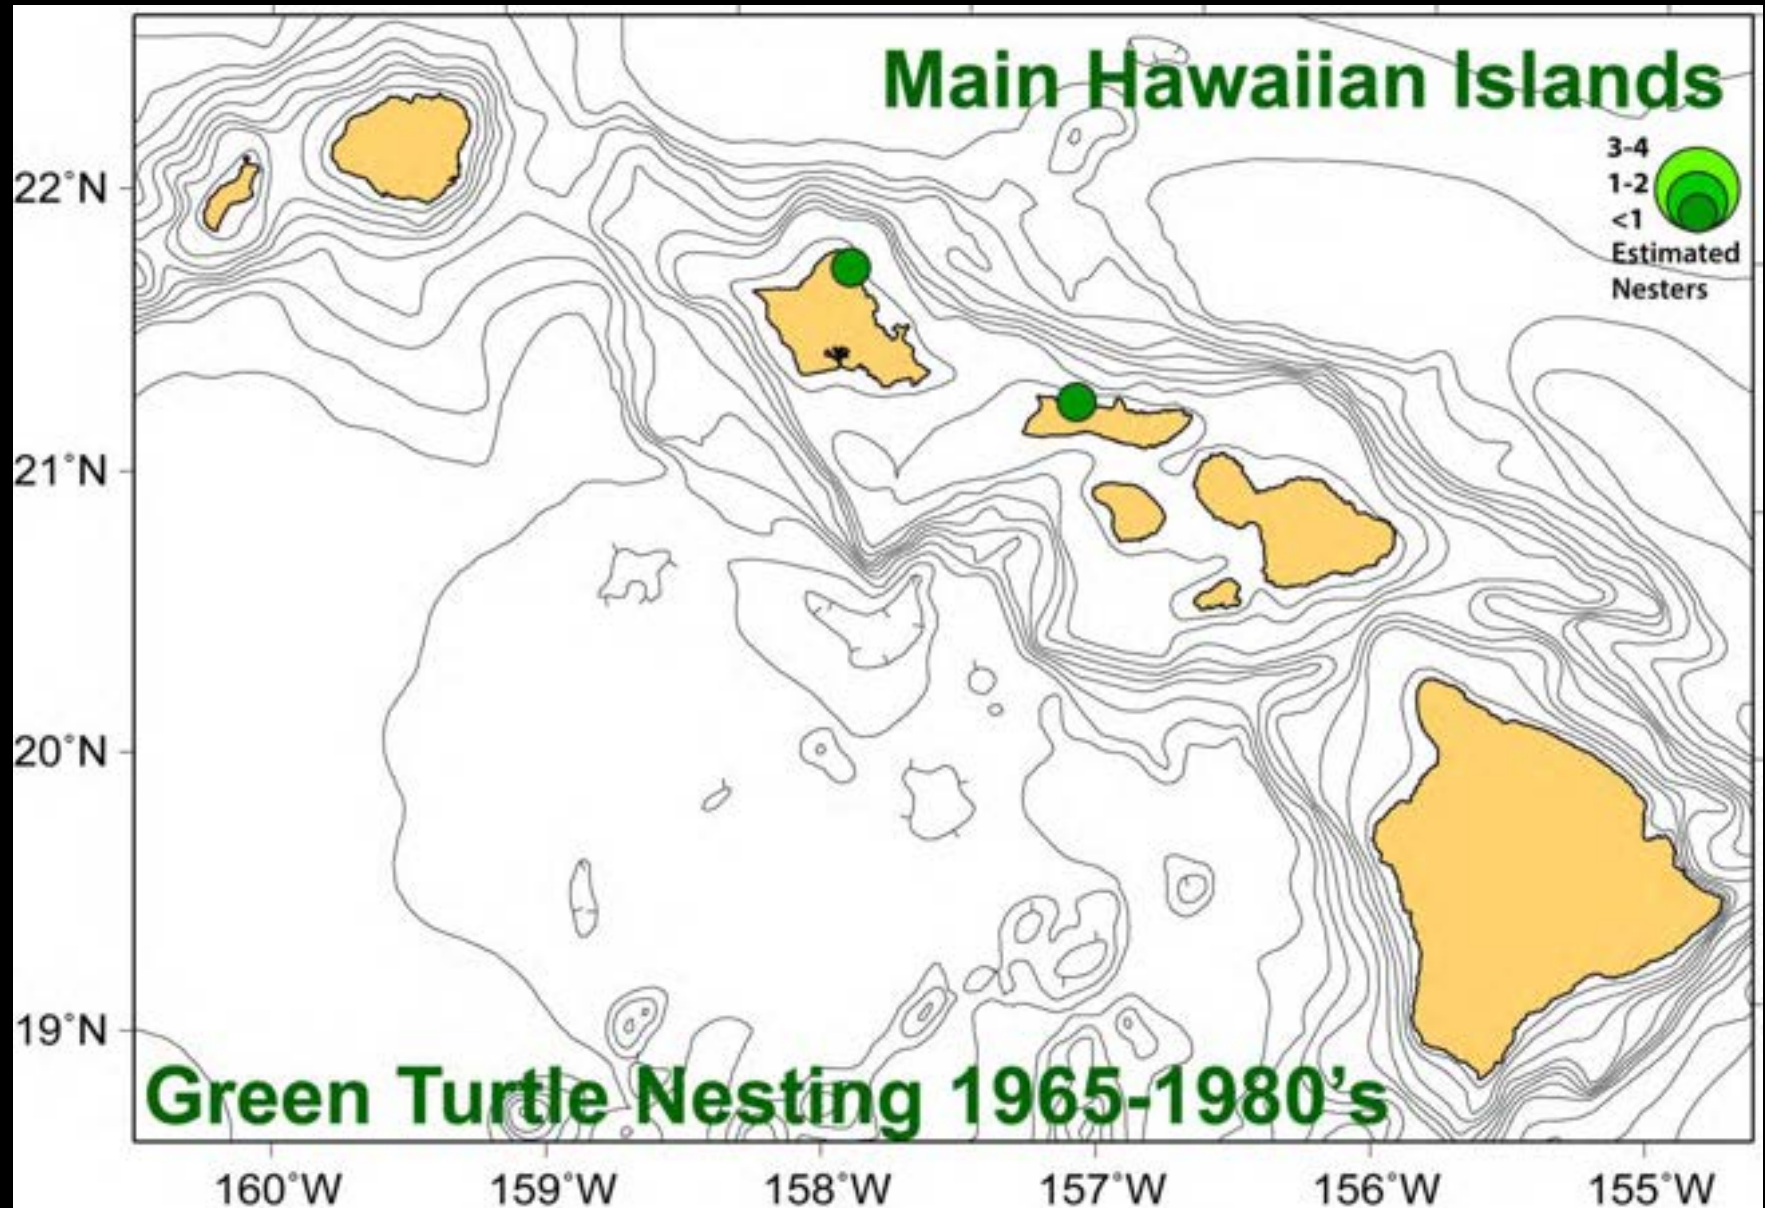 Main Hawaiian Islands
3-4
1-2
<1
Estimated
Nesters
22°N
21°N
20°N
19°N
Green Turtle Nesting 1965-1980’s
160°W 159°W 158°W 157°W 156°W 155°W